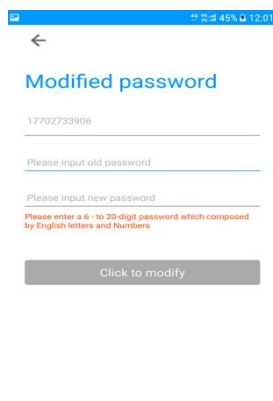 45% 12:01
Modified password
17702733906
Please input old password
Please input new password
Please enter a 6 - to 20-digit password which composed
by English letters and Numbers
Click to modify